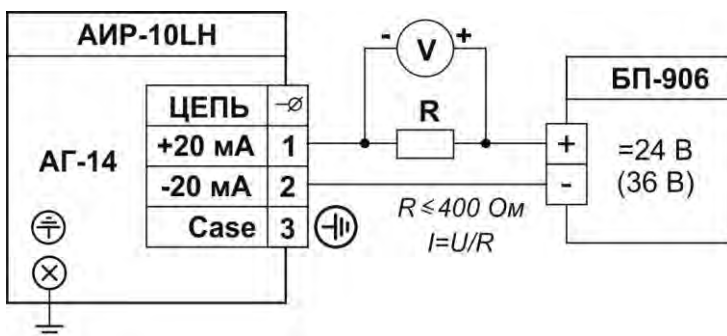 АИР-10LH
ЦЕПЬ
+20 мА 1
-20 мА 2
Case 3
АГ-14
- V +
R
R≤400 Ом
I=U/R
БП-906
+
-
=24 В
(36 В)